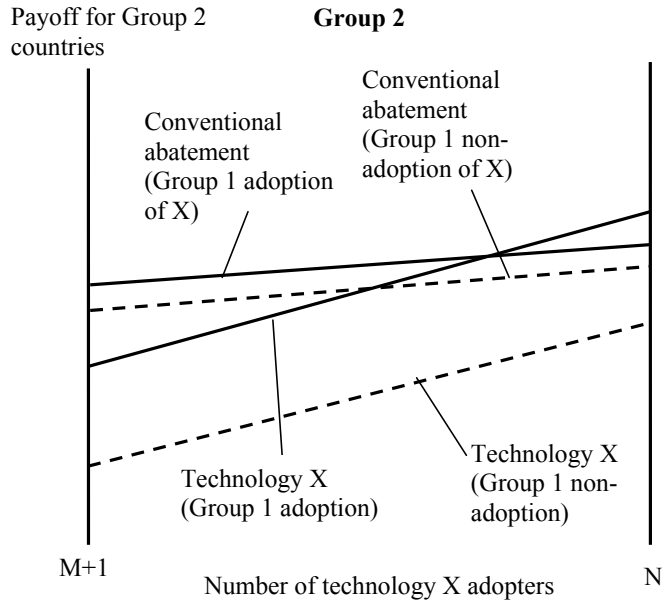 Payoff for Group 2
countries
Group 2
Conventional
abatement
(Group 1 adoption
of X)
Conventional
abatement
(Group 1 non-
adoption of X)
Technology X
(Group 1 adoption)
Technology X
(Group 1 non-
adoption)
M+1
Number of technology X adopters
N